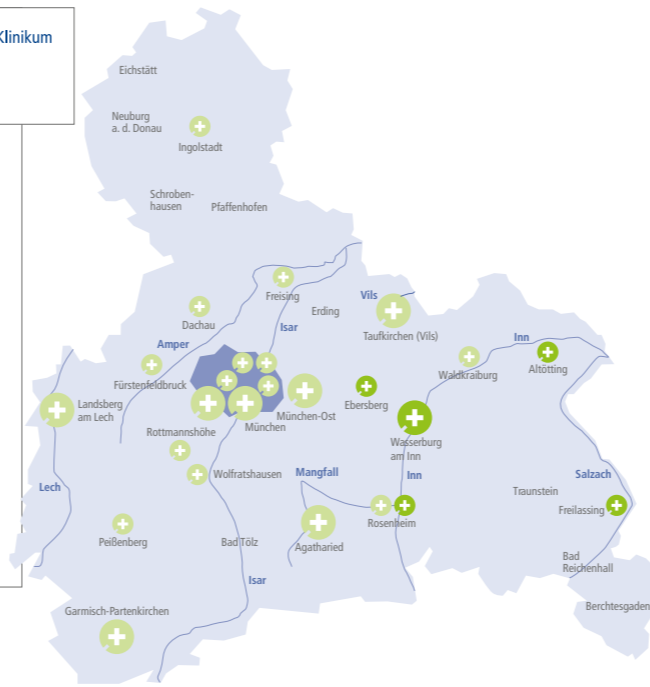 Klinikum
Eichstätt
Neuburg
a. d. Donau
Ingolstadt
Schroben-
hausen
Pfaffenhofen
Freising
Erding
Vils
Dachau
Isar
Taufkirchen (Vils)
Amper
Inn
Waldkraiburg
Altötting
Fürstenfeldbruck
Landsberg
am Lech
Ebersberg
München-Ost
München
Rottmannshöhe
Wasserburg
am Inn
Wolfratshausen
Mangfall
Inn
Salzach
Lech
Traunstein
Freilassing
Rosenheim
Peißenberg
Bad Tölz
Agatharied
Bad
Reichenhall
Isar
Berchtesgaden
Garmisch-Partenkirchen